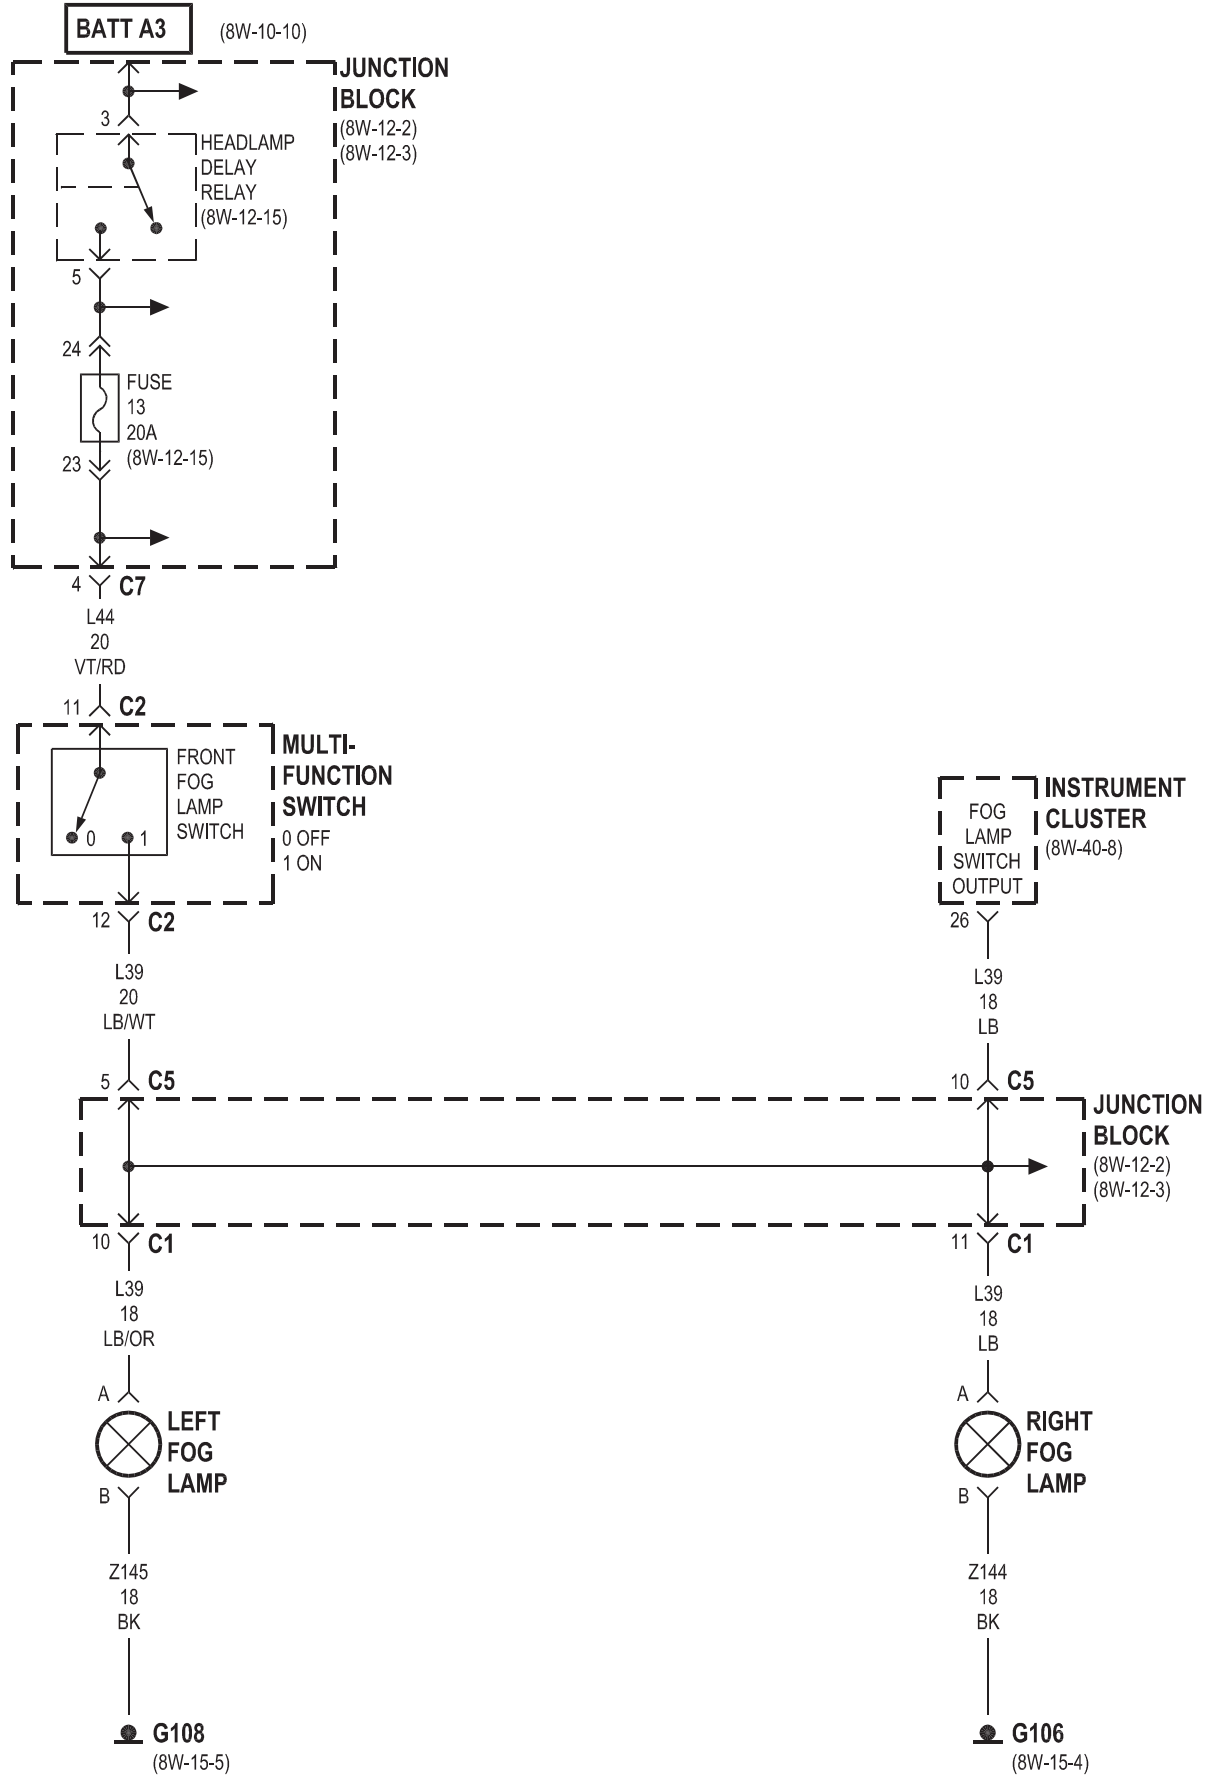 BATT A3
(8W-10-10)
JUNCTION
BLOCK
(8W-12-2)
(8W-12-3)
3
HEADLAMP
DELAY
RELAY
(8W-12-15)
5
24
FUSE
13
20A
(8W-12-15)
23
4
C7
L44
20
VT/RD
11
C2
FRONT
FOG
LAMP
SWITCH
0
1
MULTI-
FUNCTION
SWITCH
0 OFF
1 ON
12
C2
L39
20
LB/WT
5
C5
FOG
LAMP
SWITCH
OUTPUT
INSTRUMENT
CLUSTER
(8W-40-8)
26
L39
18
LB
10
C5
JUNCTION
BLOCK
(8W-12-2)
(8W-12-3)
10
C1
L39
18
LB/OR
A
LEFT
FOG
LAMP
B
Z145
18
BK
G108
(8W-15-5)
11
C1
L39
18
LB
A
RIGHT
FOG
LAMP
B
Z144
18
BK
G106
(8W-15-4)